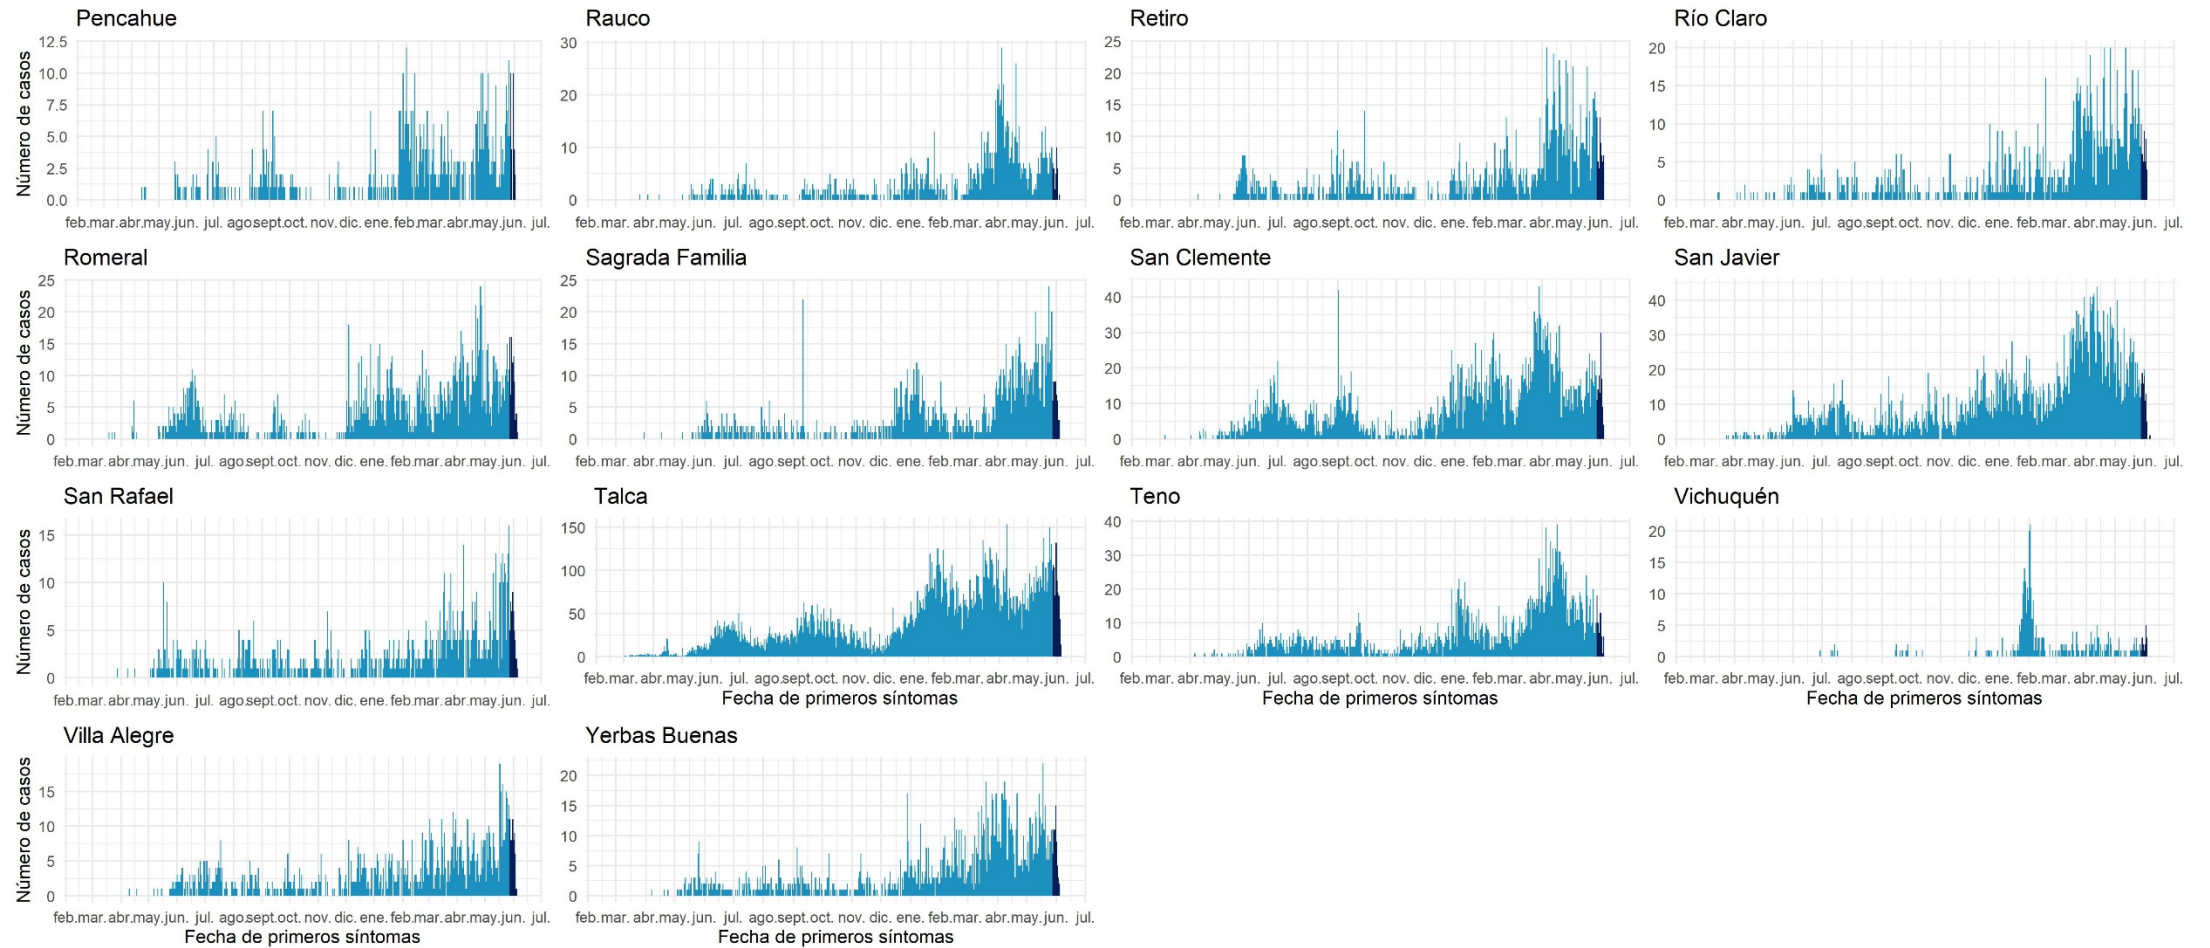 Pencahue
Número de casos
12.5
10.0
7.5
5.0
2.5
0.0
feb.mar. abr.may.jun. jul. ago.sept.oct. nov. dic. ene. feb.mar. abr.may. jun. jul.
Rauco
30
20
10
0
feb.mar. abr.may.jun. jul. ago.sept.oct. nov. dic. ene. feb.mar. abr.may. jun. jul.
Retiro
25
20
15
10
5
0
feb.mar. abr.may.jun. jul. ago.sept.oct. nov. dic. ene. feb.mar. abr.may. jun. jul.
Río Claro
20
15
10
5
0
feb.mar. abr.may.jun. jul. ago.sept.oct. nov. dic. ene. feb.mar. abr.may. jun. jul.
Romeral
Número de casos
25
20
15
10
5
0
feb.mar. abr.may.jun. jul. ago.sept.oct. nov. dic. ene. feb.mar. abr.may. jun. jul.
Sagrada Familia
25
20
15
10
5
0
feb.mar. abr.may.jun. jul. ago.sept.oct. nov. dic. ene. feb.mar. abr.may. jun. jul.
San Clemente
40
30
20
10
0
feb.mar. abr.may.jun. jul. ago.sept.oct. nov. dic. ene. feb.mar. abr.may. jun. jul.
San Javier
40
30
20
10
0
feb.mar. abr.may.jun. jul. ago.sept.oct. nov. dic. ene. feb.mar. abr.may. jun. jul.
San Rafael
Número de casos
15
10
5
0
feb.mar. abr.may.jun. jul. ago.sept.oct. nov. dic. ene. feb.mar. abr.may. jun. jul.
Talca
150
100
50
0
feb.mar. abr.may.jun. jul. ago.sept.oct. nov. dic. ene. feb.mar. abr.may. jun. jul.
Fecha de primeros síntomas
Teno
40
30
20
10
0
feb.mar. abr.may.jun. jul. ago.sept.oct. nov. dic. ene. feb.mar. abr.may. jun. jul.
Fecha de primeros síntomas
Vichuquén
20
15
10
5
0
feb.mar. abr.may.jun. jul. ago.sept.oct. nov. dic. ene. feb.mar. abr.may. jun. jul.
Fecha de primeros síntomas
Villa Alegre
Número de casos
15
10
5
0
feb.mar. abr.may.jun. jul. ago.sept.oct. nov. dic. ene. feb.mar. abr.may. jun. jul.
Fecha de primeros síntomas
Yerbas Buenas
20
15
10
5
0
feb.mar. abr.may.jun. jul. ago.sept.oct. nov. dic. ene. feb.mar. abr.may. jun. jul.
Fecha de primeros síntomas